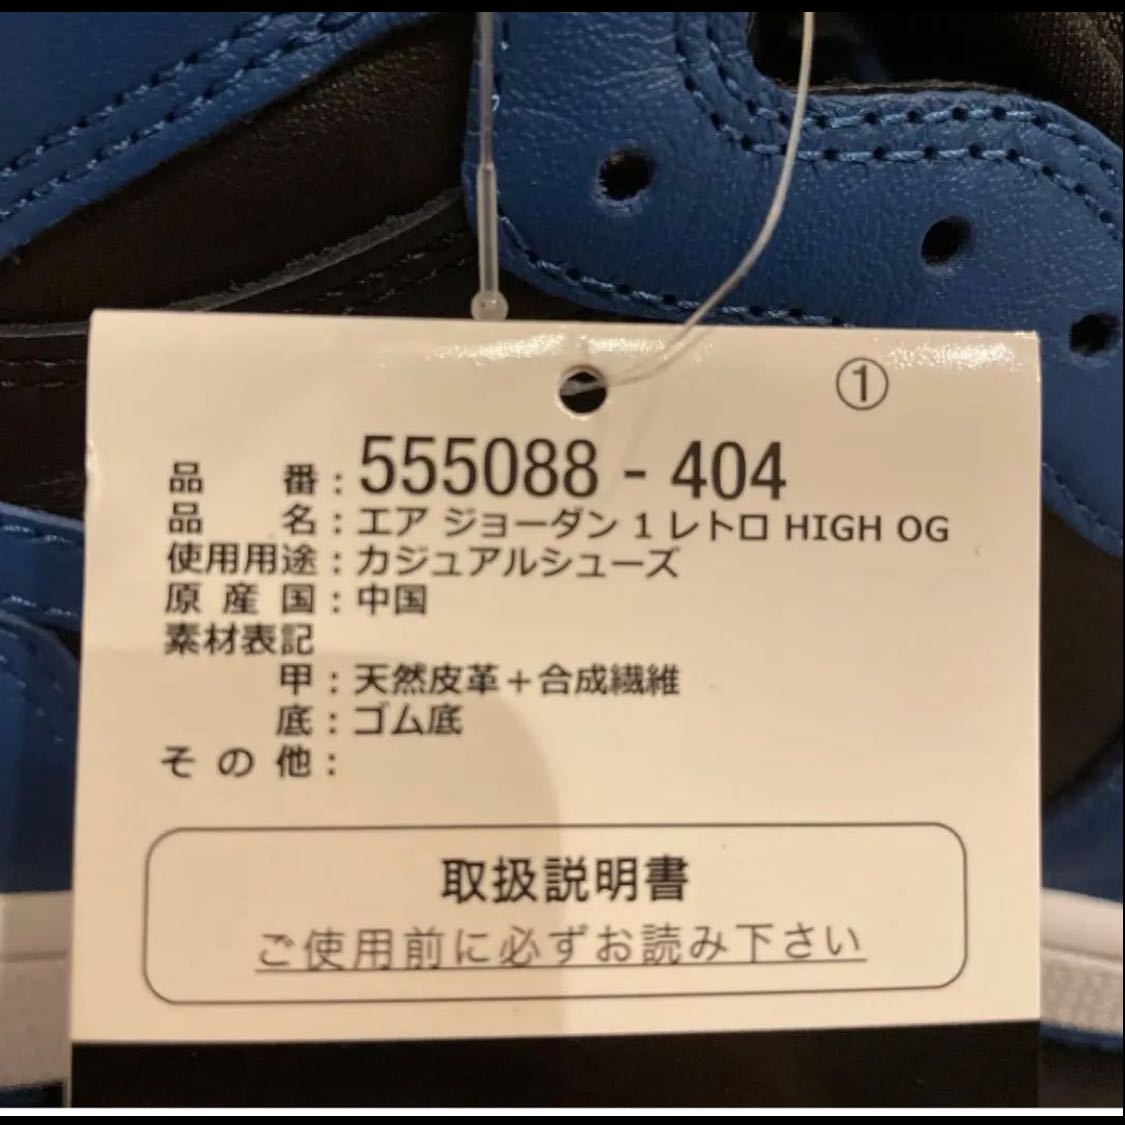 ①
品 番：555088 - 404
品 名：エア ジョーダン 1 レトロ HIGH OG
使用用途：カジュアルシューズ
原 産 国：中国
素材表記
甲：天然皮革＋合成繊維
底：ゴム底
そ の 他：
取扱説明書
ご使用前に必ずお読み下さい